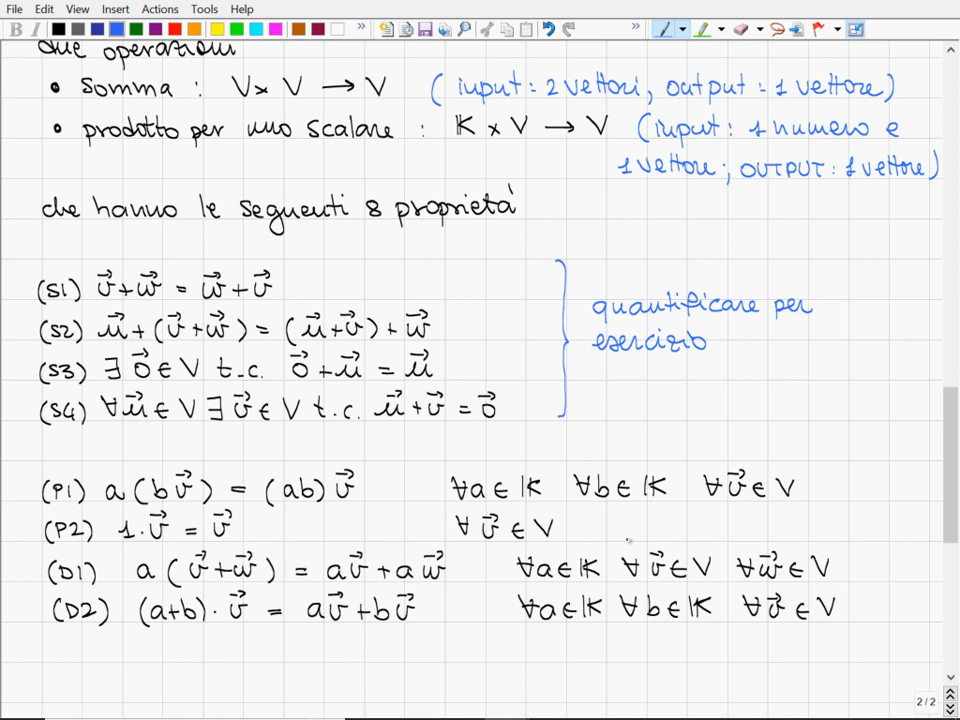 File Edit View Insert Actions Tools Help
due operazioni
• Somma : V x V → V (input = 2 vettori, output = 1 vettore)
• prodotto per uno scalare : K x V → V (input: 1 numero e
1 vettore; OUTPUT: 1 vettore)
che hanno le seguenti 8 proprietà
(S1) v⃗+w⃗ = w⃗+v⃗
(S2) u⃗+(v⃗+w⃗) = (u⃗+v⃗)+w⃗
(S3) ∃ 0⃗ ∈ V t.c. 0⃗+u⃗ = u⃗
(S4) ∀u⃗ ∈ V ∃ v⃗ ∈ V t.c. u⃗+v⃗ = 0⃗
quantificare per
esercizio
(P1) a(bv⃗) = (ab)v⃗ ∀a∈K ∀b∈K ∀v⃗∈V
(P2) 1·v⃗ = v⃗ ∀v⃗ ∈ V
(D1) a(v⃗+w⃗) = av⃗+aw⃗ ∀a∈K ∀v⃗∈V ∀w⃗∈V
(D2) (a+b)·v⃗ = av⃗+bv⃗ ∀a∈K ∀b∈K ∀v⃗∈V
2/2